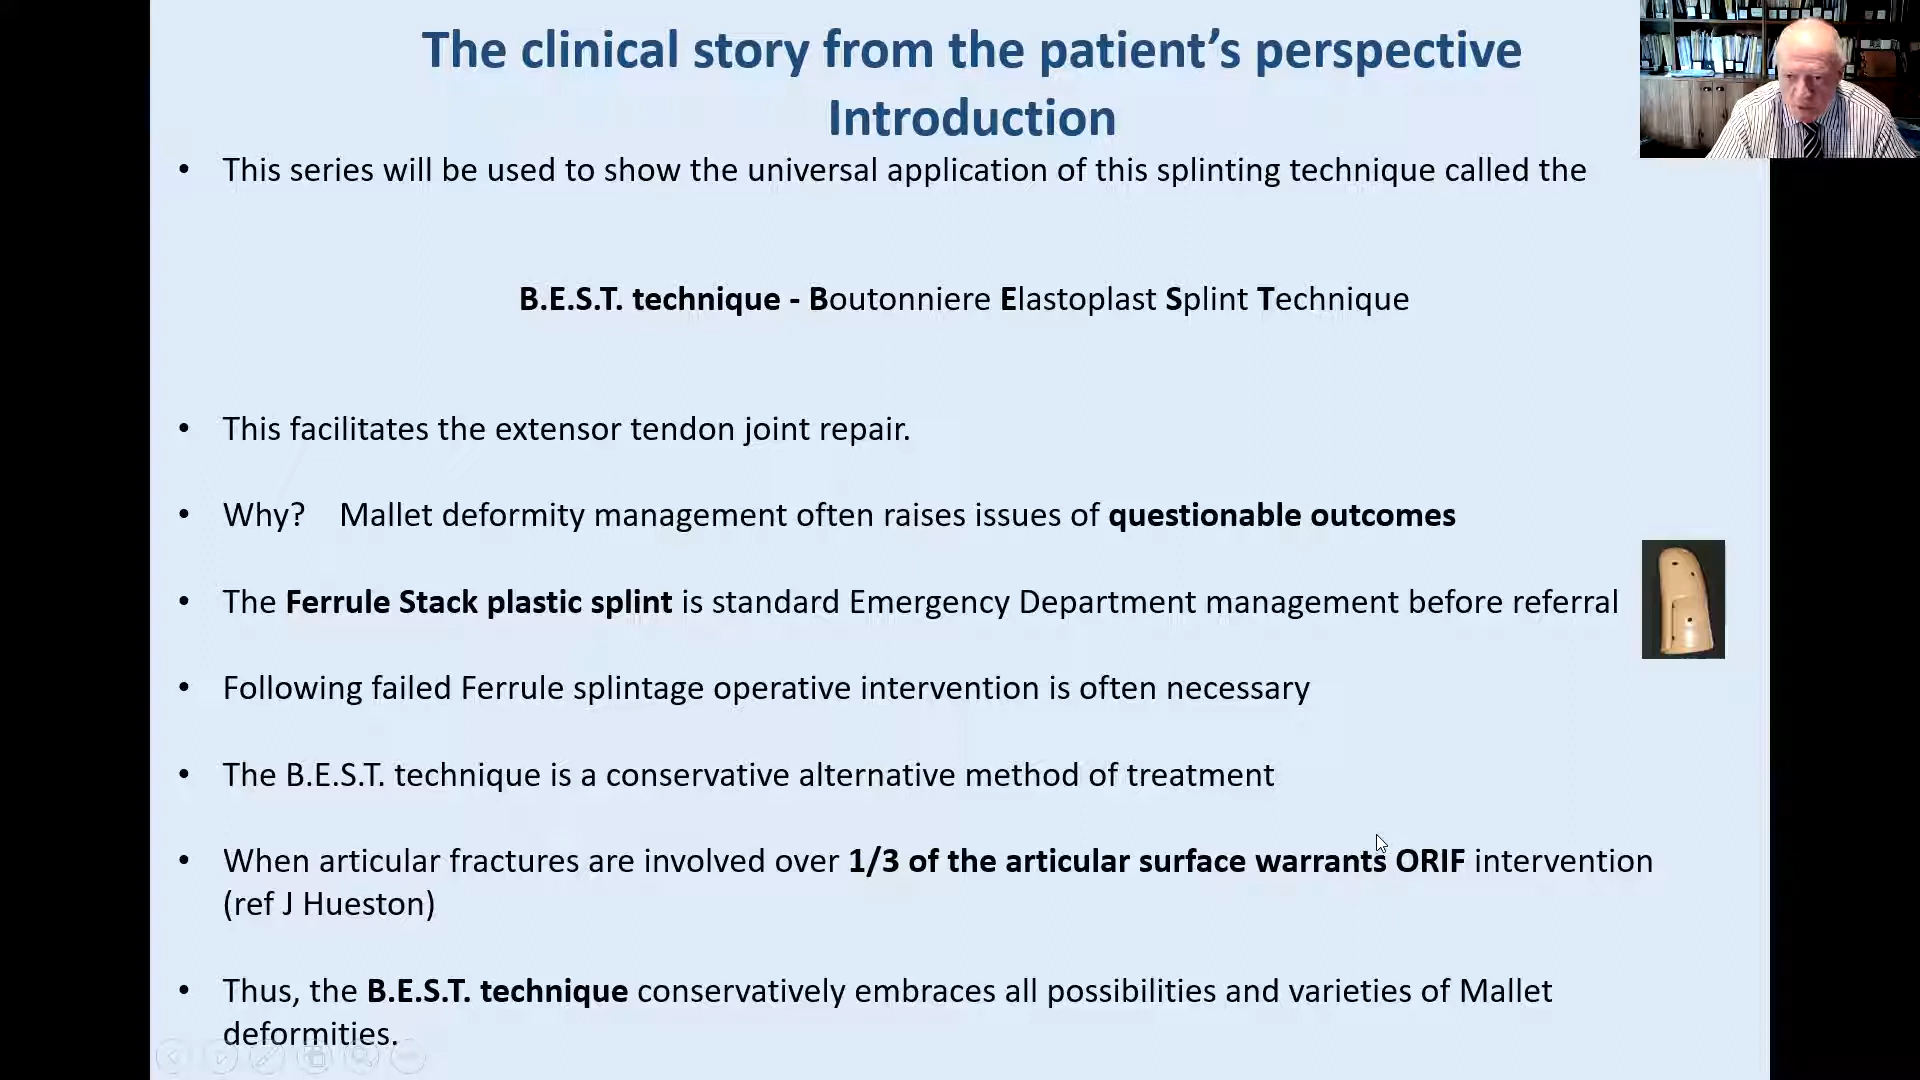 The clinical story from the patient’s perspective
Introduction
• This series will be used to show the universal application of this splinting technique called the
B.E.S.T. technique - Boutonniere Elastoplast Splint Technique
• This facilitates the extensor tendon joint repair.
• Why? Mallet deformity management often raises issues of questionable outcomes
• The Ferrule Stack plastic splint is standard Emergency Department management before referral
• Following failed Ferrule splintage operative intervention is often necessary
• The B.E.S.T. technique is a conservative alternative method of treatment
• When articular fractures are involved over 1/3 of the articular surface warrants ORIF intervention
(ref J Hueston)
• Thus, the B.E.S.T. technique conservatively embraces all possibilities and varieties of Mallet
deformities.